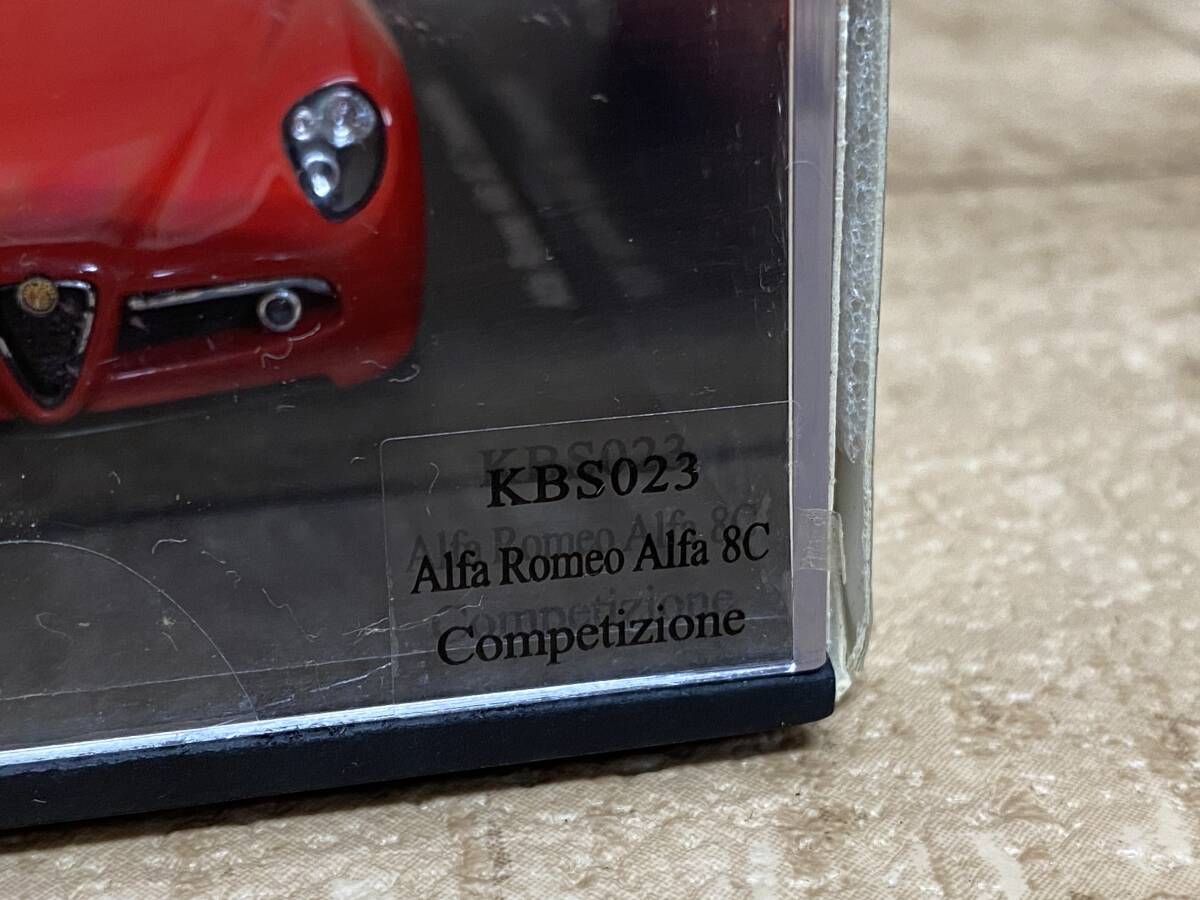 KBS023
Alfa Romeo Alfa 8C
Competizione